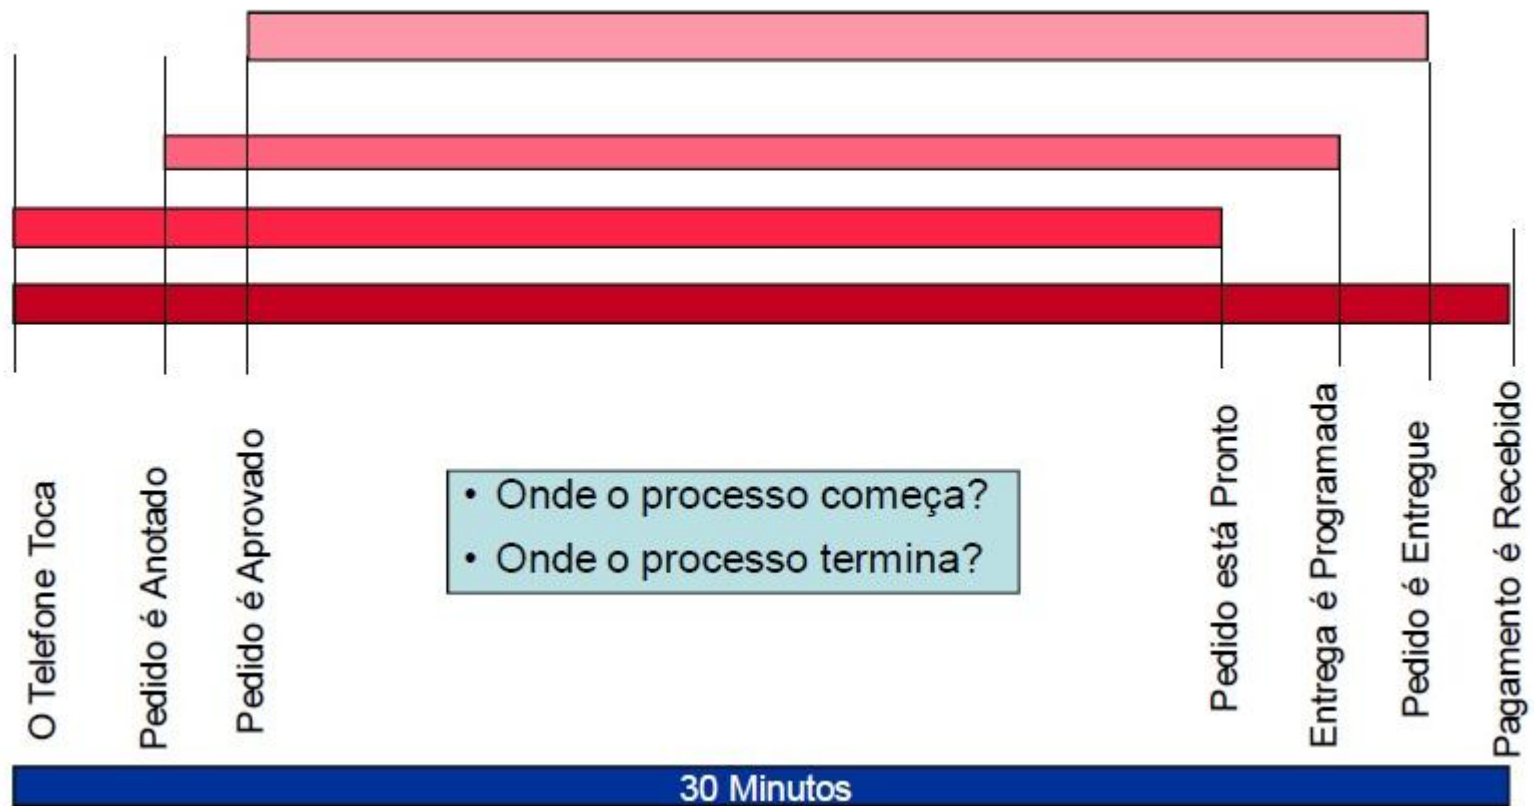 • Onde o processo começa?
• Onde o processo termina?
O Telefone Toca
Pedido é Anotado
Pedido é Aprovado
Pedido está Pronto
Entrega é Programada
Pedido é Entregue
Pagamento é Recebido
30 Minutos